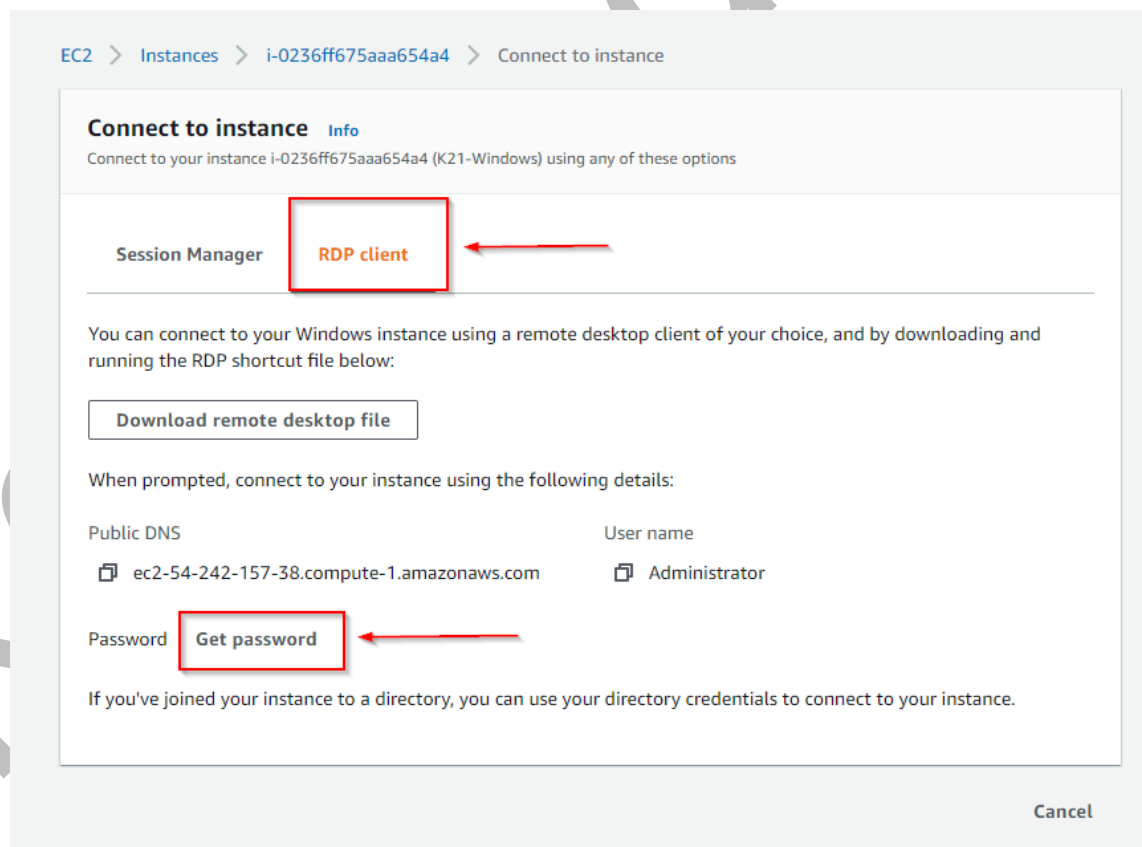 EC2 > Instances > i-0236ff675aaa654a4 > Connect to instance
Connect to instance Info
Connect to your instance i-0236ff675aaa654a4 (K21-Windows) using any of these options
Session Manager RDP client
You can connect to your Windows instance using a remote desktop client of your choice, and by downloading and
running the RDP shortcut file below:
Download remote desktop file
When prompted, connect to your instance using the following details:
Public DNS User name
ec2-54-242-157-38.compute-1.amazonaws.com Administrator
Password Get password
If you've joined your instance to a directory, you can use your directory credentials to connect to your instance.
Cancel